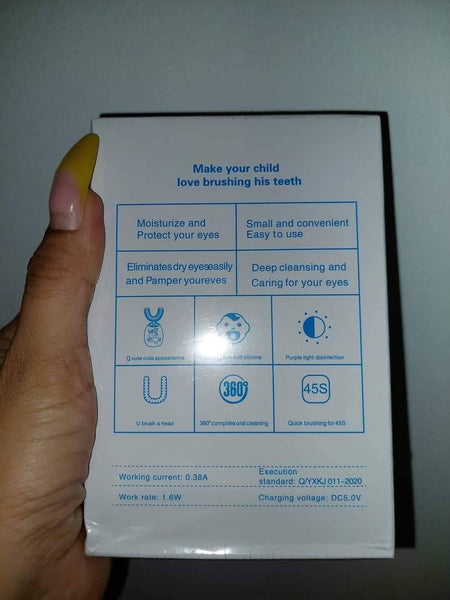 Make your child
love brushing his teeth
Moisturize and
Protect your eyes
Small and convenient
Easy to use
Eliminates dry eyeseasily
and Pamper youreves
Deep cleansing and
Caring for your eyes
Q cute cute appearance
soft silicone
Purple light disinfection
360°
45S
U brush a head
360°complete oral cleaning
Quick brushing for 45S
Working current: 0.38A
Execution
standard: Q/YXKJ 011-2020
Work rate: 1.6W
Charging voltage: DC5.0V